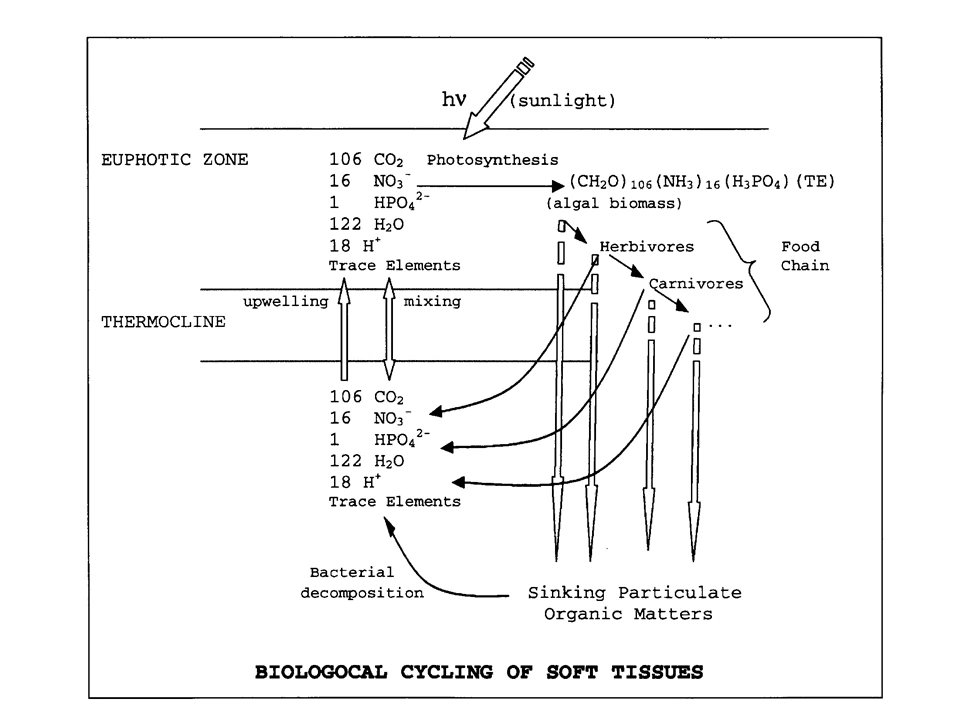 hν (sunlight)
EUPHOTIC ZONE
106 CO₂ Photosynthesis
16 NO₃⁻ (CH₂O)₁₀₆(NH₃)₁₆(H₃PO₄)(TE)
1 HPO₄²⁻ (algal biomass)
122 H₂O
18 H⁺ Herbivores Food
Trace Elements Chain
Carnivores
upwelling mixing
THERMOCLINE ...
106 CO₂
16 NO₃⁻
1 HPO₄²⁻
122 H₂O
18 H⁺
Trace Elements
Bacterial
decomposition
Sinking Particulate
Organic Matters
BIOLOGOCAL CYCLING OF SOFT TISSUES